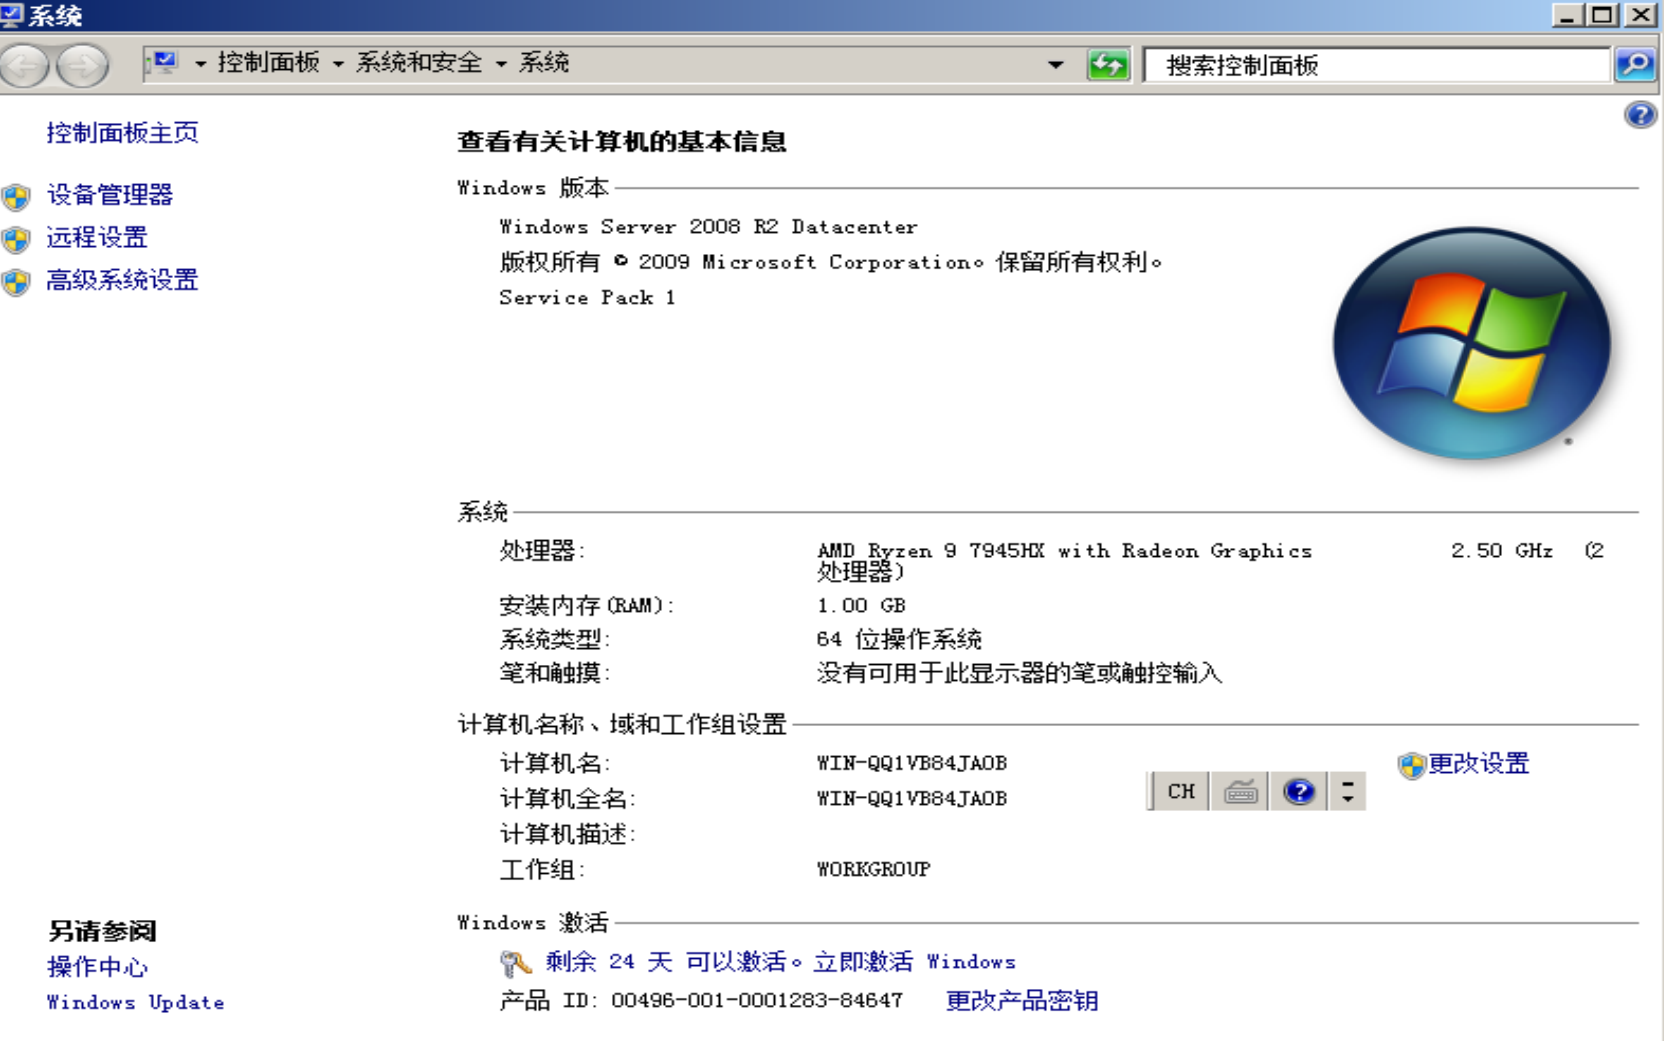 系统
控制面板 系统和安全 系统
搜索控制面板
控制面板主页
设备管理器
远程设置
高级系统设置
查看有关计算机的基本信息
Windows 版本
Windows Server 2008 R2 Datacenter
版权所有 © 2009 Microsoft Corporation。保留所有权利。
Service Pack 1
系统
处理器: AMD Ryzen 9 7945HX with Radeon Graphics 2.50 GHz (2
处理器)
安装内存(RAM): 1.00 GB
系统类型: 64 位操作系统
笔和触摸: 没有可用于此显示器的笔或触控输入
计算机名称、域和工作组设置
计算机名: WIN-QQ1VB84JAOB
更改设置
计算机全名: WIN-QQ1VB84JAOB
CH
计算机描述:
工作组: WORKGROUP
Windows 激活
剩余 24 天 可以激活。立即激活 Windows
产品 ID: 00496-001-0001283-84647 更改产品密钥
另请参阅
操作中心
Windows Update